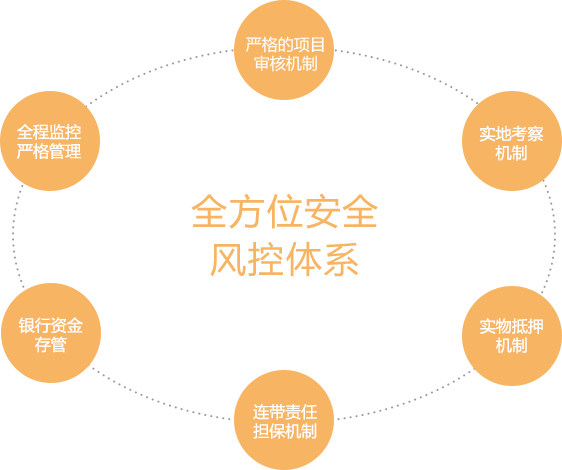 严格的项目
审核机制
全程监控
严格管理
实地考察
机制
全方位安全
风控体系
银行资金
存管
实物抵押
机制
连带责任
担保机制